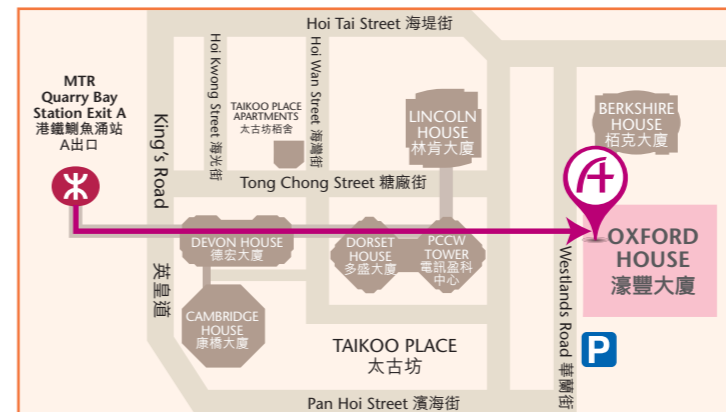 Hoi Tai Street 海堤街
Hoi Kwong Street 海光街
Hoi Wan Street 海灣街
MTR
Quarry Bay
Station Exit A
港鐵鰂魚涌站
A出口
King's Road
英皇道
TAIKOO PLACE
APARTMENTS
太古坊栢舍
LINCOLN
HOUSE
林肯大廈
BERKSHIRE
HOUSE
栢克大廈
Tong Chong Street 糖廠街
DEVON HOUSE
德宏大廈
DORSET
HOUSE
多盛大廈
PCCW
TOWER
電訊盈科
中心
OXFORD
HOUSE
濠豐大廈
Westlands Road 華蘭街
CAMBRIDGE
HOUSE
康橋大廈
TAIKOO PLACE
太古坊
P
Pan Hoi Street 濱海街